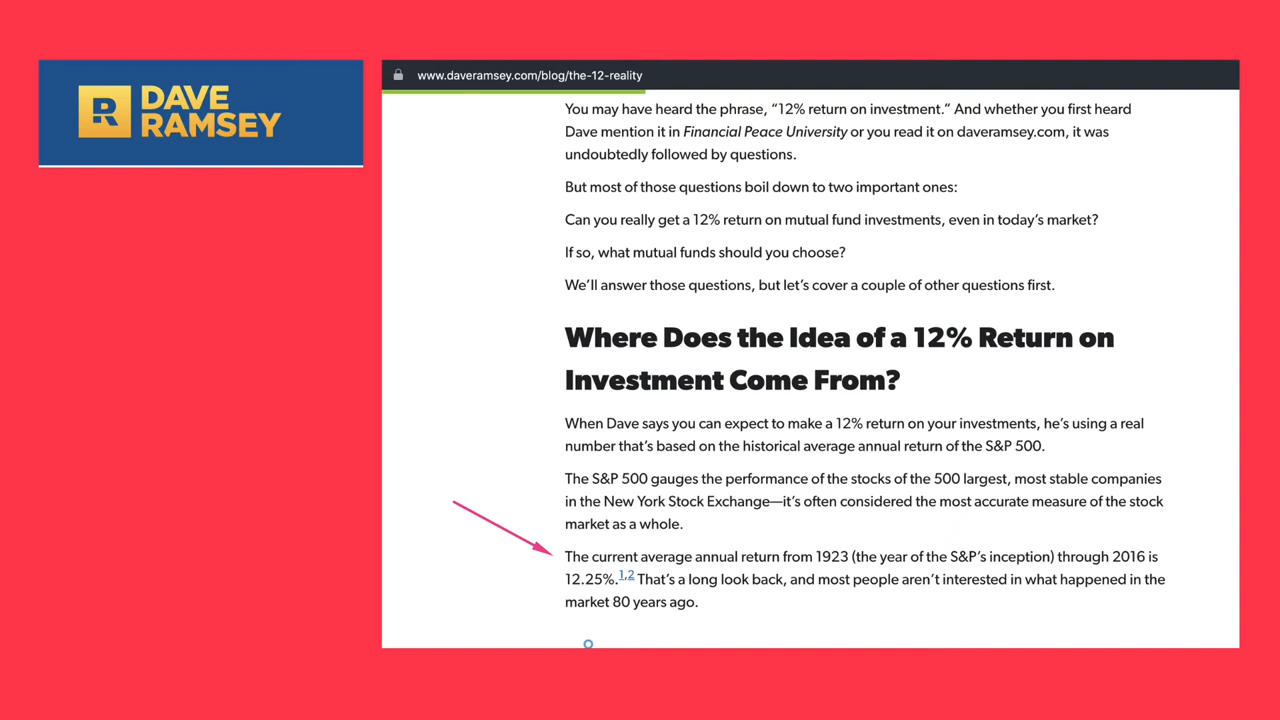 R DAVE
RAMSEY
www.daveramsey.com/blog/the-12-reality
You may have heard the phrase, “12% return on investment.” And whether you first heard
Dave mention it in Financial Peace University or you read it on daveramsey.com, it was
undoubtedly followed by questions.
But most of those questions boil down to two important ones:
Can you really get a 12% return on mutual fund investments, even in today’s market?
If so, what mutual funds should you choose?
We’ll answer those questions, but let’s cover a couple of other questions first.
Where Does the Idea of a 12% Return on
Investment Come From?
When Dave says you can expect to make a 12% return on your investments, he’s using a real
number that’s based on the historical average annual return of the S&P 500.
The S&P 500 gauges the performance of the stocks of the 500 largest, most stable companies
in the New York Stock Exchange—it’s often considered the most accurate measure of the stock
market as a whole.
The current average annual return from 1923 (the year of the S&P’s inception) through 2016 is
12.25%.1,2 That’s a long look back, and most people aren’t interested in what happened in the
market 80 years ago.